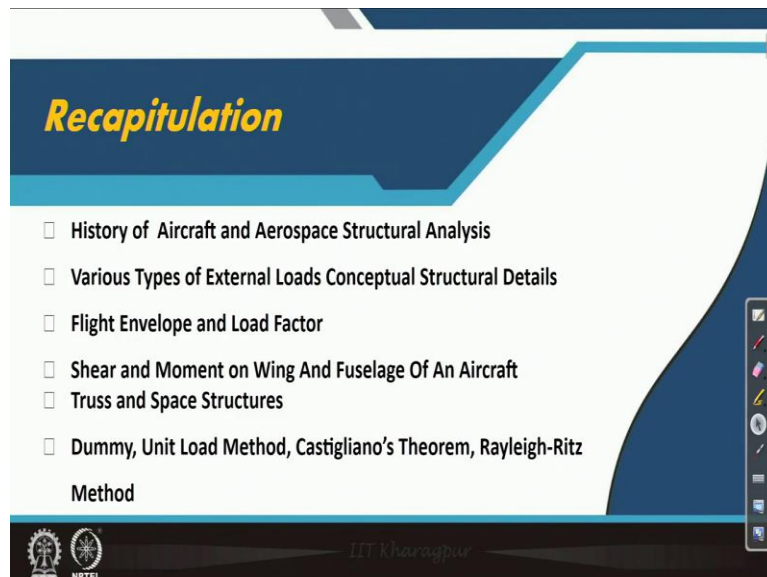 Recapitulation
History of Aircraft and Aerospace Structural Analysis
Various Types of External Loads Conceptual Structural Details
Flight Envelope and Load Factor
Shear and Moment on Wing And Fuselage Of An Aircraft
Truss and Space Structures
Dummy, Unit Load Method, Castigliano's Theorem, Rayleigh-Ritz
Method
IIT Kharagpur
NPTEL